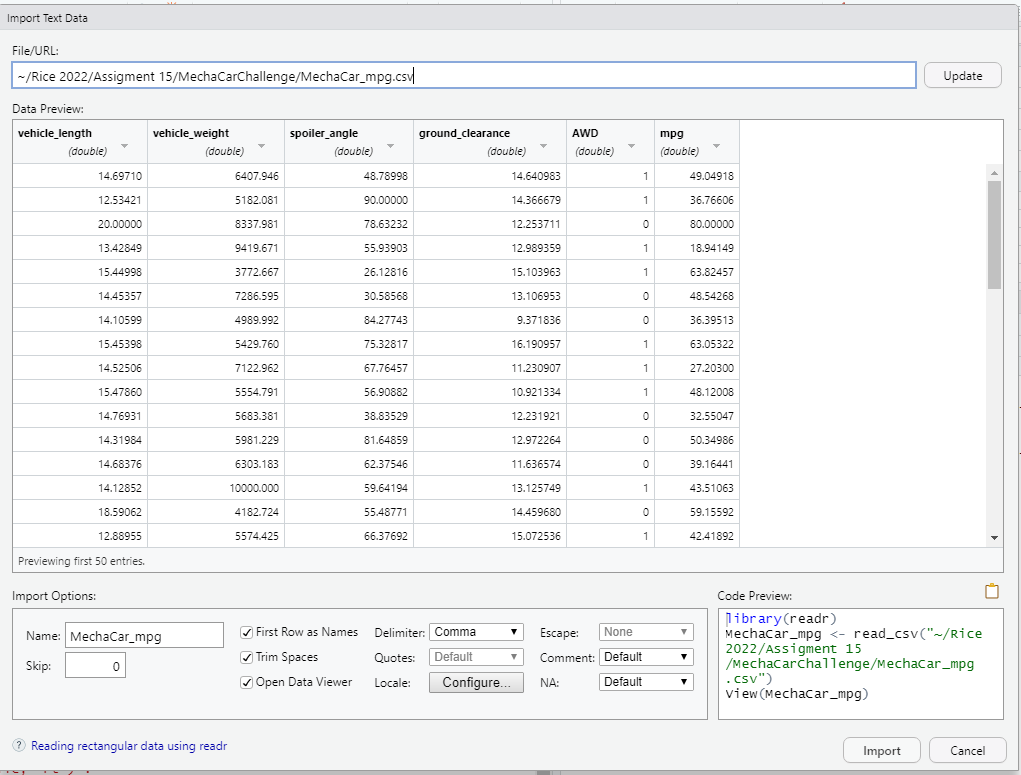 Import Text Data
File/URL:
~/Rice 2022/Assigment 15/MechaCarChallenge/MechaCar_mpg.csv
Update
Data Preview:
vehicle_length vehicle_weight spoiler_angle ground_clearance AWD mpg
(double) (double) (double) (double) (double) (double)
14.69710 6407.946 48.78998 14.640983 1 49.04918
12.53421 5182.081 90.00000 14.366679 1 36.76606
20.00000 8337.981 78.63232 12.253711 0 80.00000
13.42849 9419.671 55.93903 12.989359 1 18.94149
15.44998 3772.667 26.12816 15.103963 1 63.82457
14.45357 7286.595 30.58568 13.106953 0 48.54268
14.10599 4989.992 84.27743 9.371836 0 36.39513
15.45398 5429.760 75.32817 16.190957 1 63.05322
14.52506 7122.962 67.76457 11.230907 1 27.20300
15.47860 5554.791 56.90882 10.921334 1 48.12008
14.76931 5683.381 38.83529 12.231921 0 32.55047
14.31984 5981.229 81.64859 12.972264 0 50.34986
14.68376 6303.183 62.37546 11.636574 0 39.16441
14.12852 10000.000 59.64194 13.125749 1 43.51063
18.59062 4182.724 55.48771 14.459680 0 59.15592
12.88955 5574.425 66.37692 15.072536 1 42.41892
Previewing first 50 entries.
Import Options:
Name: MechaCar_mpg
Skip: 0
First Row as Names
Trim Spaces
Open Data Viewer
Delimiter: Comma
Quotes: Default
Locale: Configure...
Escape: None
Comment: Default
NA: Default
Code Preview:
library(readr)
MechaCar_mpg <- read_csv("~/Rice
2022/Assigment 15
/MechaCarChallenge/MechaCar_mpg
.csv")
View(MechaCar_mpg)
? Reading rectangular data using readr
Import
Cancel